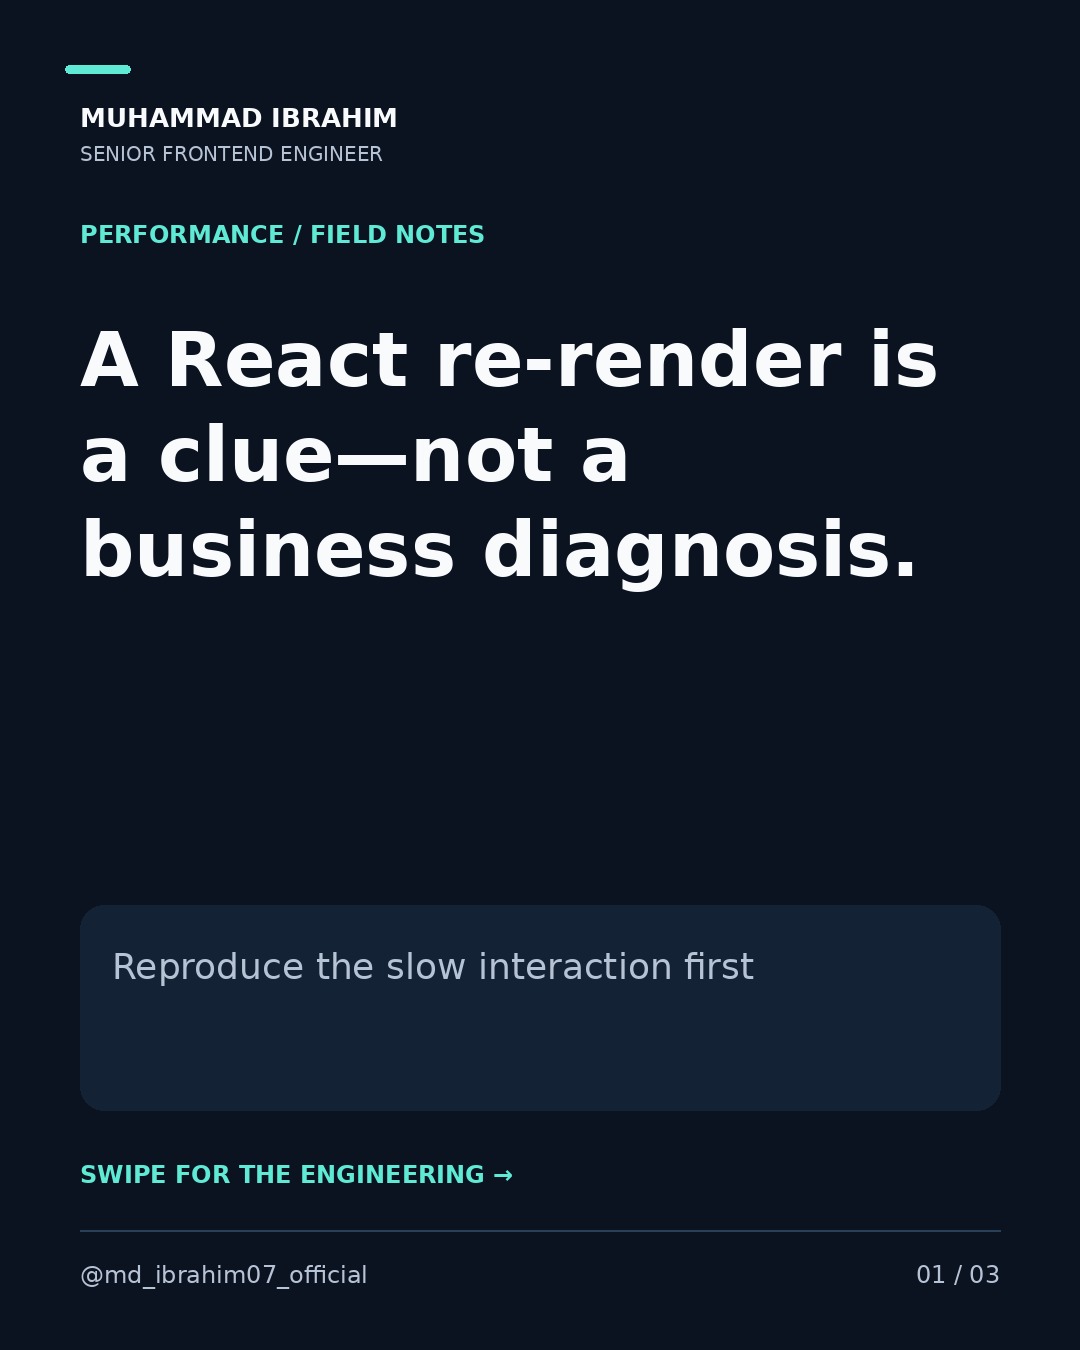 MUHAMMAD IBRAHIM
SENIOR FRONTEND ENGINEER
PERFORMANCE / FIELD NOTES
A React re-render is
a clue—not a
business diagnosis.
Reproduce the slow interaction first
SWIPE FOR THE ENGINEERING →
@md_ibrahim07_official
01 / 03